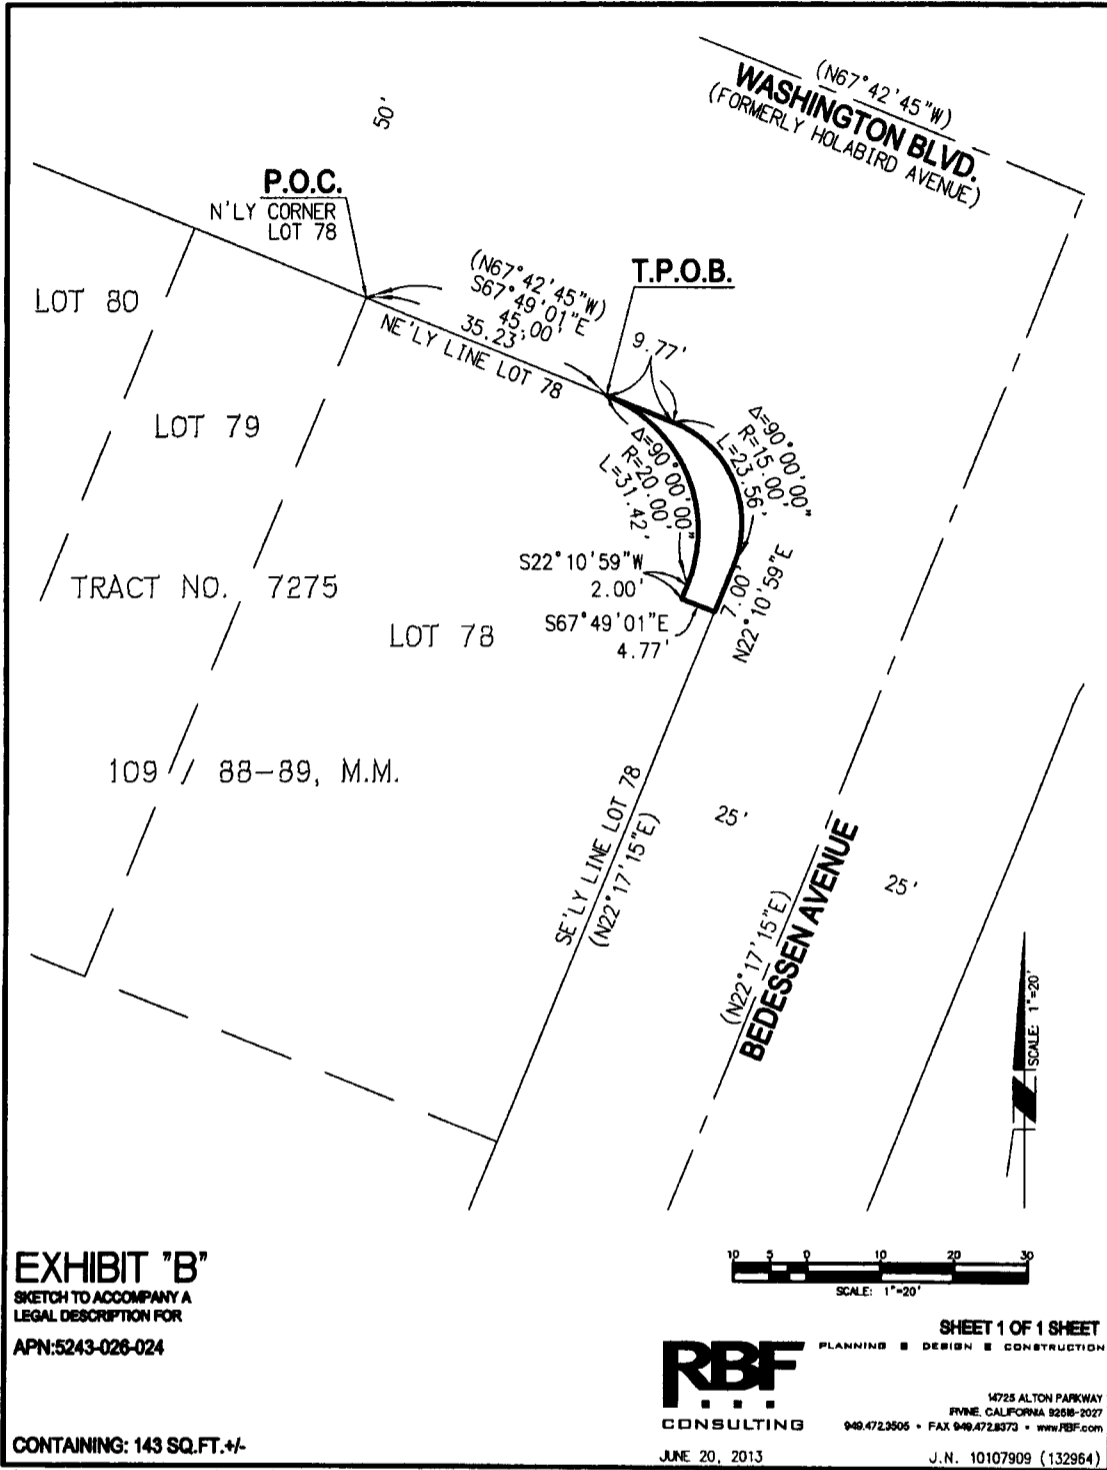 (N67°42'45"W)
WASHINGTON BLVD.
(FORMERLY HOLABIRD AVENUE)
50'
P.O.C.
N'LY CORNER
LOT 78
(N67°42'45"W)
S67°49'01"E
45.00'
35.23'
NE'LY LINE LOT 78
T.P.O.B.
9.77'
LOT 80
LOT 79
Δ=90°00'00"
R=15.00'
L=23.56'
Δ=90°00'00"
R=20.00'
L=31.42'
S22°10'59"W
2.00'
S67°49'01"E
4.77'
7.00'
N22°10'59"E
TRACT NO. 7275
LOT 78
109 / 88-89, M.M.
SE'LY LINE LOT 78
(N22°17'15"E)
25'
25'
(N22°17'15"E)
BEDESSEN AVENUE
SCALE: 1"=20'
EXHIBIT "B"
SKETCH TO ACCOMPANY A
LEGAL DESCRIPTION FOR
APN:5243-026-024
CONTAINING: 143 SQ.FT.+/-
10 5 0 10 20 30
SCALE: 1"=20'
SHEET 1 OF 1 SHEET
RBF
CONSULTING
PLANNING ■ DESIGN ■ CONSTRUCTION
14725 ALTON PARKWAY
IRVINE, CALIFORNIA 92618-2027
949.472.3505 • FAX 949.472.8373 • www.RBF.com
JUNE 20, 2013
J.N. 10107909 (132964)